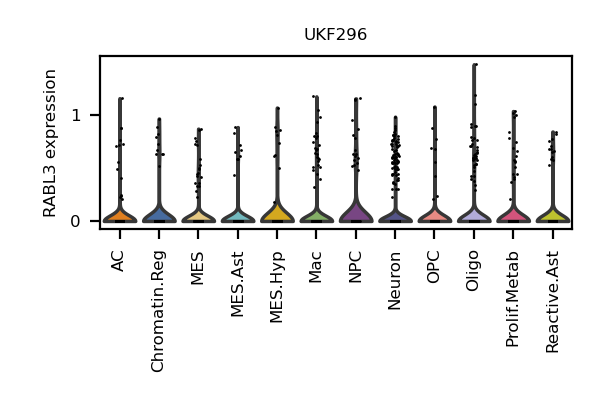 UKF296
RABL3 expression
1
0
AC
Chromatin.Reg
MES
MES.Ast
MES.Hyp
Mac
NPC
Neuron
OPC
Oligo
Prolif.Metab
Reactive.Ast